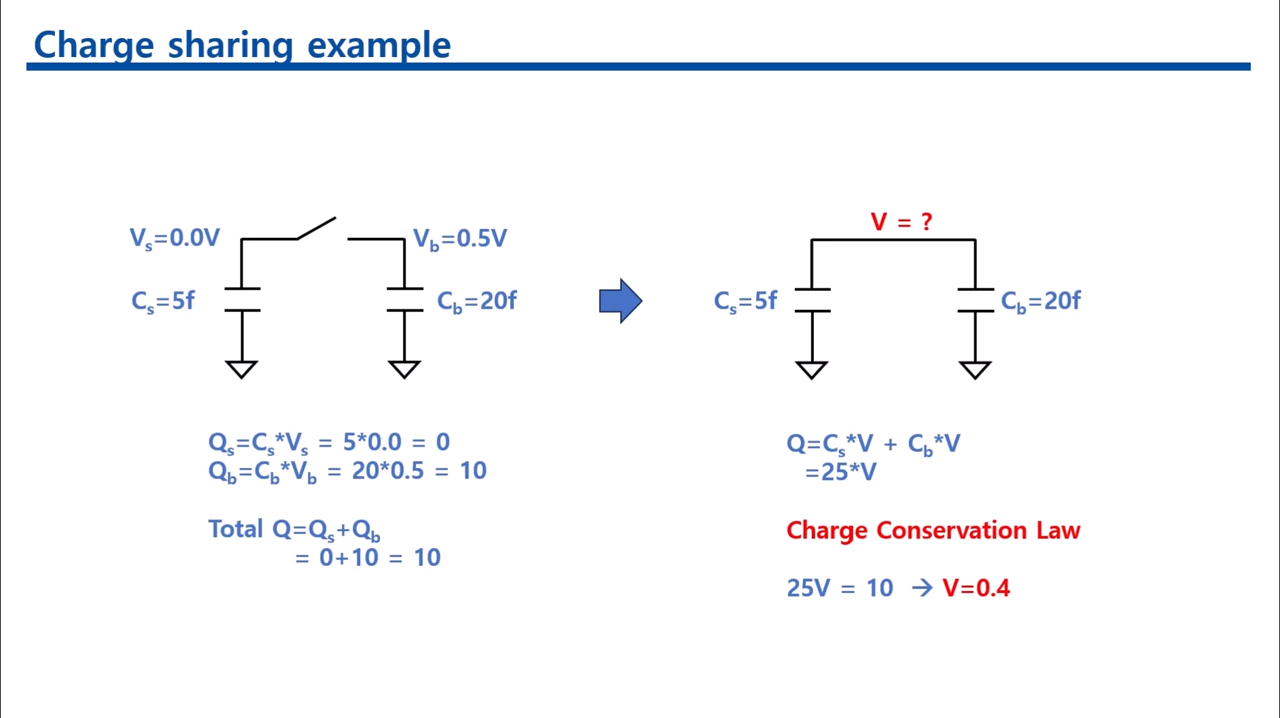 Charge sharing example
Vs=0.0V
Vb=0.5V
Cs=5f
Cb=20f
V = ?
Cs=5f
Cb=20f
Qs=Cs*Vs = 5*0.0 = 0
Qb=Cb*Vb = 20*0.5 = 10
Total Q=Qs+Qb
= 0+10 = 10
Q=Cs*V + Cb*V
=25*V
Charge Conservation Law
25V = 10 → V=0.4